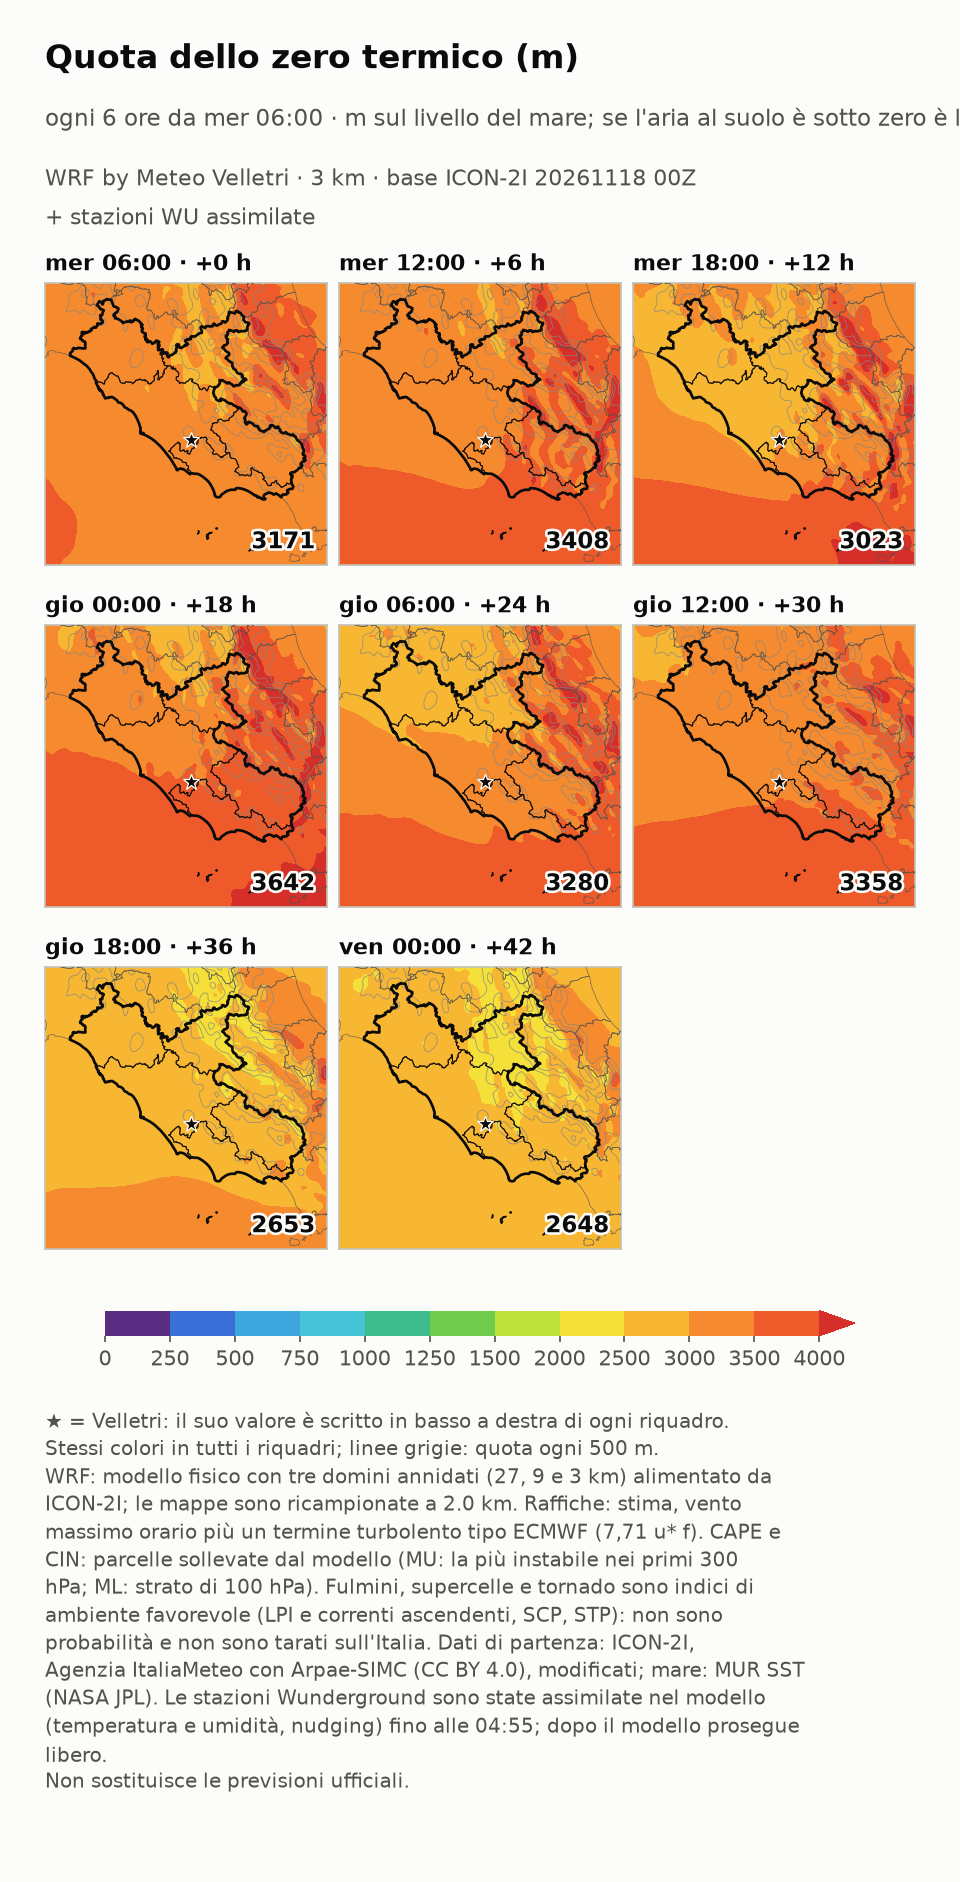 Quota dello zero termico (m)
ogni 6 ore da mer 06:00 · m sul livello del mare; se l'aria al suolo è sotto zero è l
WRF by Meteo Velletri · 3 km · base ICON-2I 20261118 00Z
+ stazioni WU assimilate
mer 06:00 · +0 h
mer 12:00 · +6 h
mer 18:00 · +12 h
3171
3408
3023
gio 00:00 · +18 h
gio 06:00 · +24 h
gio 12:00 · +30 h
3642
3280
3358
gio 18:00 · +36 h
ven 00:00 · +42 h
2653
2648
0 250 500 750 1000 1250 1500 2000 2500 3000 3500 4000
★ = Velletri: il suo valore è scritto in basso a destra di ogni riquadro.
Stessi colori in tutti i riquadri; linee grigie: quota ogni 500 m.
WRF: modello fisico con tre domini annidati (27, 9 e 3 km) alimentato da
ICON-2I; le mappe sono ricampionate a 2.0 km. Raffiche: stima, vento
massimo orario più un termine turbolento tipo ECMWF (7,71 u* f). CAPE e
CIN: parcelle sollevate dal modello (MU: la più instabile nei primi 300
hPa; ML: strato di 100 hPa). Fulmini, supercelle e tornado sono indici di
ambiente favorevole (LPI e correnti ascendenti, SCP, STP): non sono
probabilità e non sono tarati sull'Italia. Dati di partenza: ICON-2I,
Agenzia ItaliaMeteo con Arpae-SIMC (CC BY 4.0), modificati; mare: MUR SST
(NASA JPL). Le stazioni Wunderground sono state assimilate nel modello
(temperatura e umidità, nudging) fino alle 04:55; dopo il modello prosegue
libero.
Non sostituisce le previsioni ufficiali.